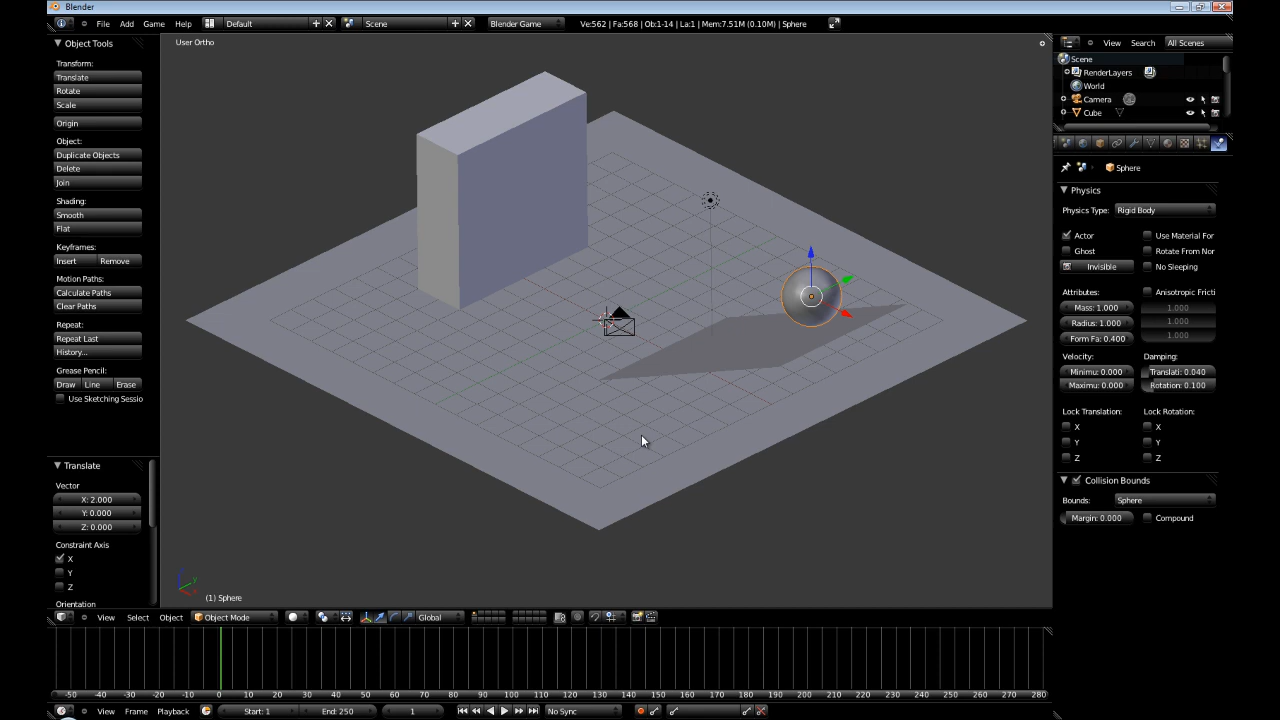 Blender
File Add Game Help Default Scene Blender Game Ve:562 | Fa:568 | Ob:1-14 | La:1 | Mem:7.51M (0.10M) | Sphere
Object Tools
Transform:
Translate
Rotate
Scale
Origin
Object:
Duplicate Objects
Delete
Join
Shading:
Smooth
Flat
Keyframes:
Insert Remove
Motion Paths:
Calculate Paths
Clear Paths
Repeat:
Repeat Last
History...
Grease Pencil:
Draw Line Erase
Use Sketching Sessio
Translate
Vector
X: 2.000
Y: 0.000
Z: 0.000
Constraint Axis
X
Y
Z
Orientation
User Ortho
(1) Sphere
View Search All Scenes
Scene
RenderLayers
World
Camera
Cube
Sphere
Physics
Physics Type: Rigid Body
Actor Use Material For
Ghost Rotate From Nor
Invisible No Sleeping
Attributes: Anisotropic Fricti
Mass: 1.000 1.000
Radius: 1.000 1.000
Form Fa: 0.400 1.000
Velocity: Damping:
Minimu: 0.000 Translati: 0.040
Maximu: 0.000 Rotation: 0.100
Lock Translation: Lock Rotation:
X X
Y Y
Z Z
Collision Bounds
Bounds: Sphere
Margin: 0.000 Compound
View Select Object Object Mode Global
-50 -40 -30 -20 -10 0 10 20 30 40 50 60 70 80 90 100 110 120 130 140 150 160 170 180 190 200 210 220 230 240 250 260 270 280
View Frame Playback Start: 1 End: 250 1 No Sync